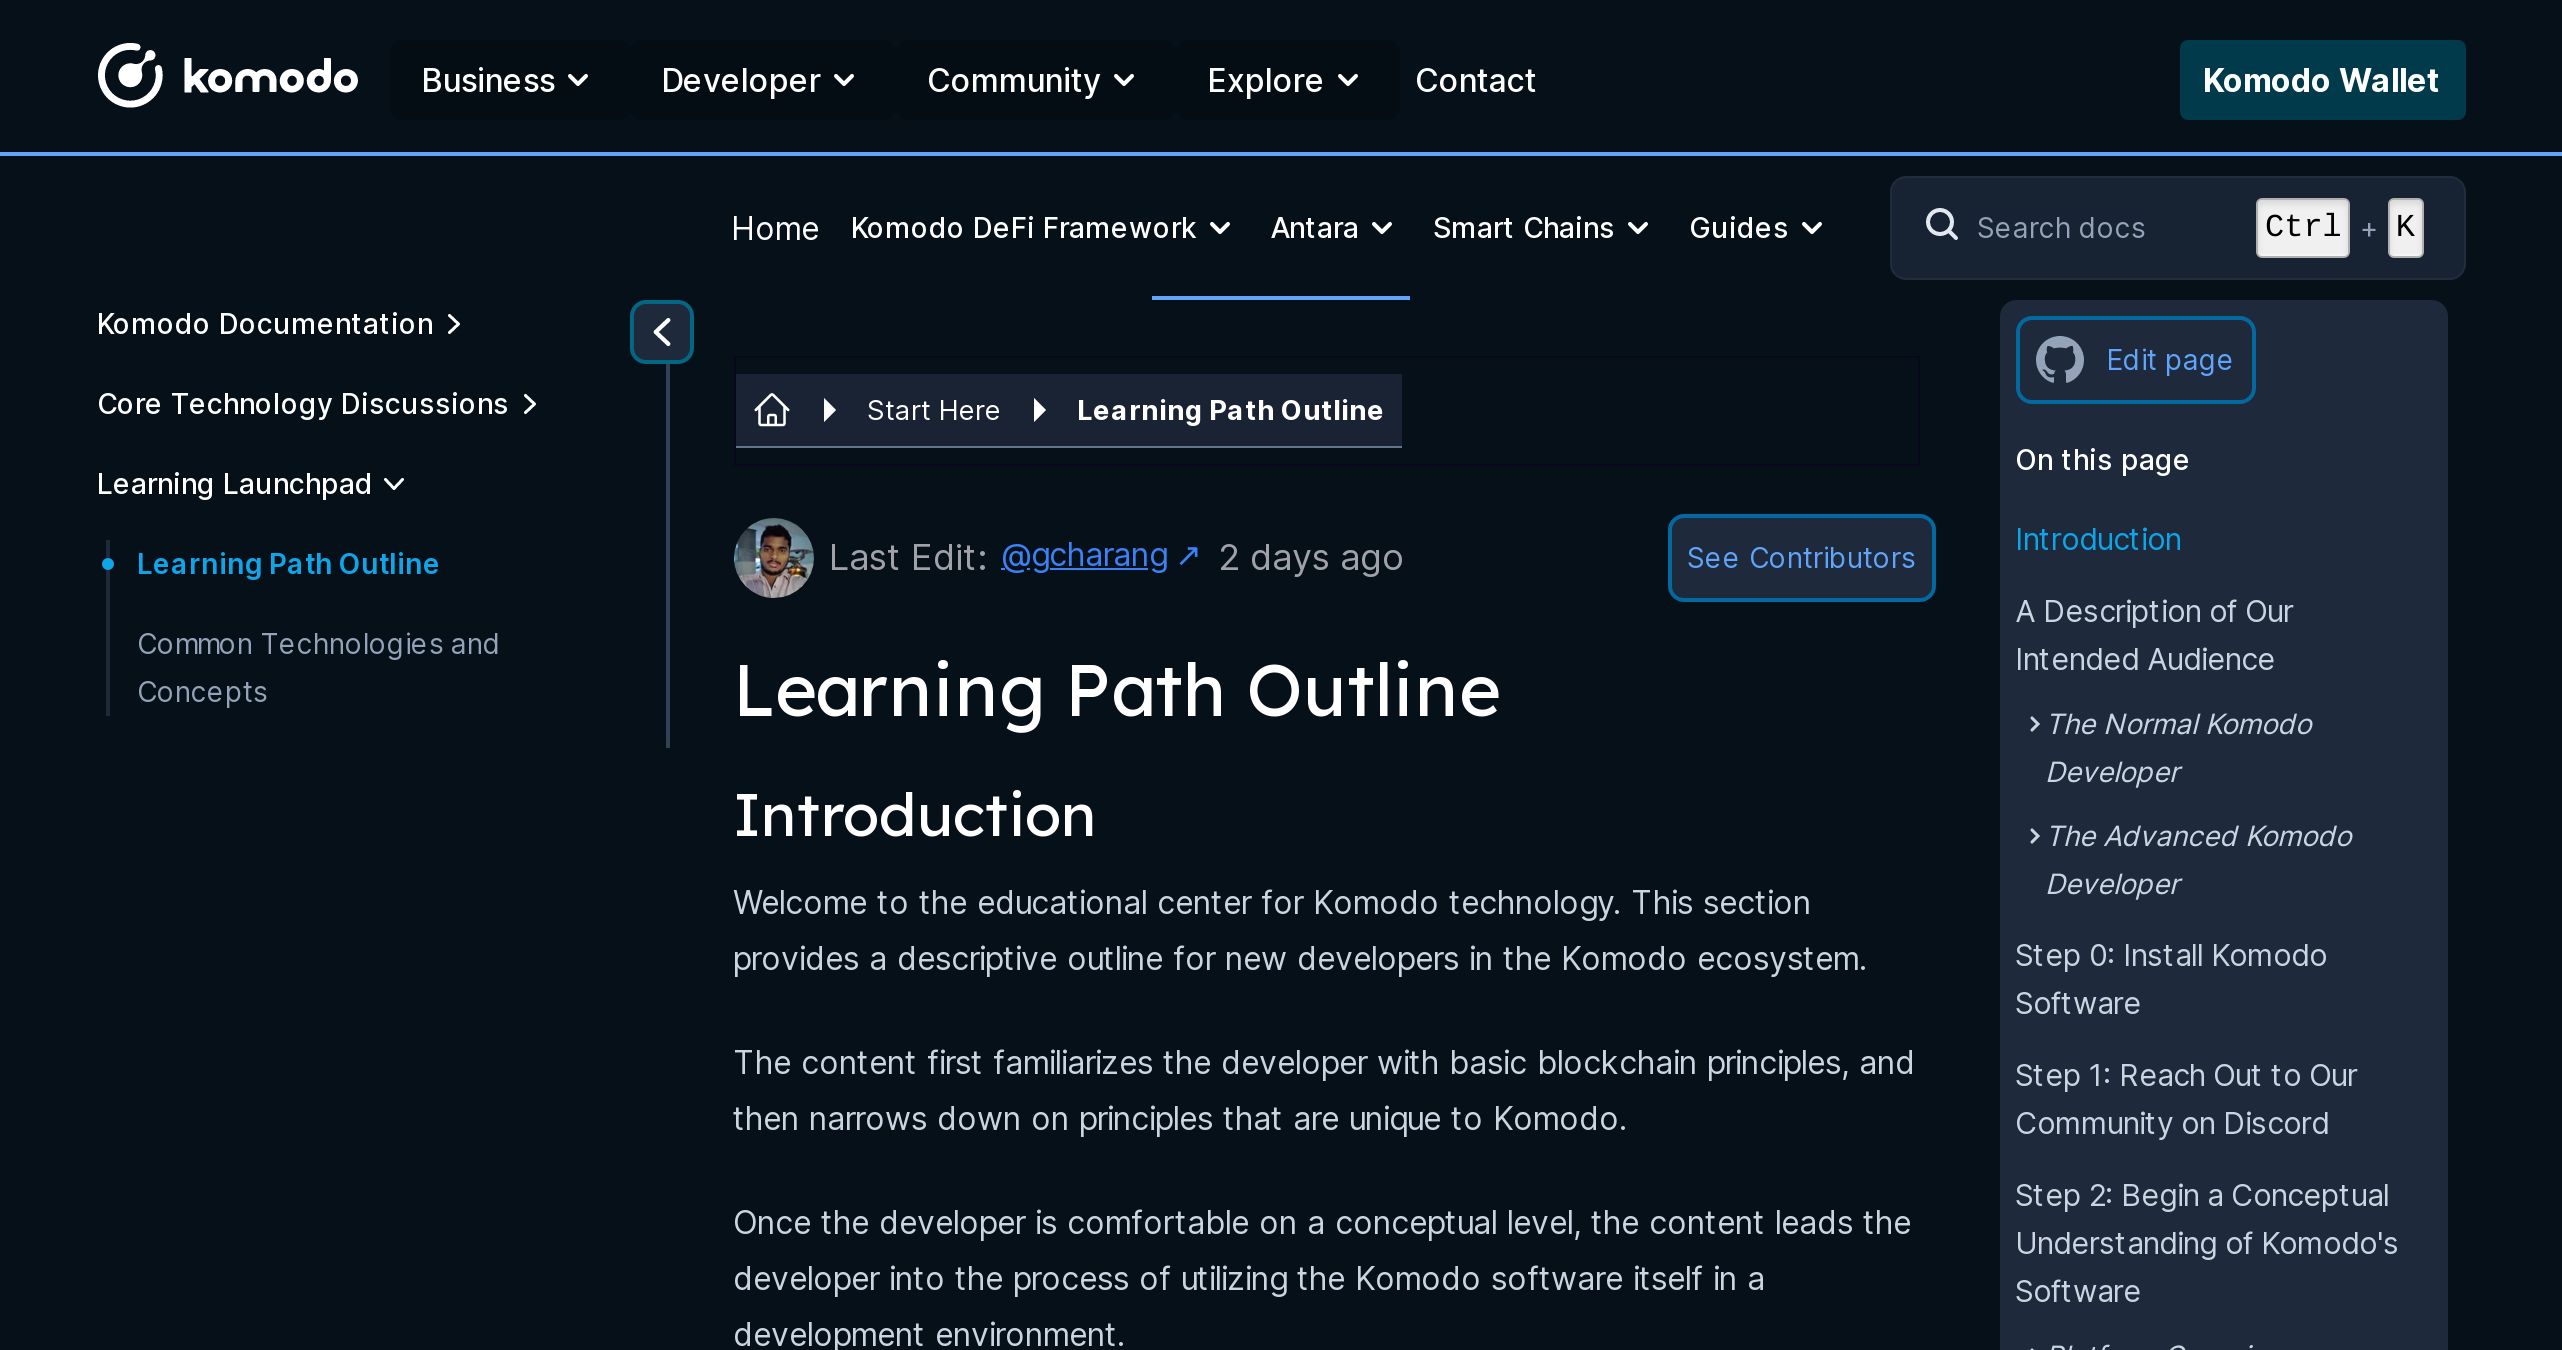 komodo
Business
Developer
Community
Explore
Contact
Komodo Wallet
Home
Komodo DeFi Framework
Antara
Smart Chains
Guides
Search docs
Ctrl + K
Komodo Documentation
Core Technology Discussions
Learning Launchpad
Learning Path Outline
Common Technologies and
Concepts
Start Here
Learning Path Outline
Last Edit: @gcharang ↗ 2 days ago
See Contributors
Learning Path Outline
Introduction
Welcome to the educational center for Komodo technology. This section
provides a descriptive outline for new developers in the Komodo ecosystem.
The content first familiarizes the developer with basic blockchain principles, and
then narrows down on principles that are unique to Komodo.
Once the developer is comfortable on a conceptual level, the content leads the
developer into the process of utilizing the Komodo software itself in a
development environment.
Edit page
On this page
Introduction
A Description of Our
Intended Audience
The Normal Komodo
Developer
The Advanced Komodo
Developer
Step 0: Install Komodo
Software
Step 1: Reach Out to Our
Community on Discord
Step 2: Begin a Conceptual
Understanding of Komodo's
Software